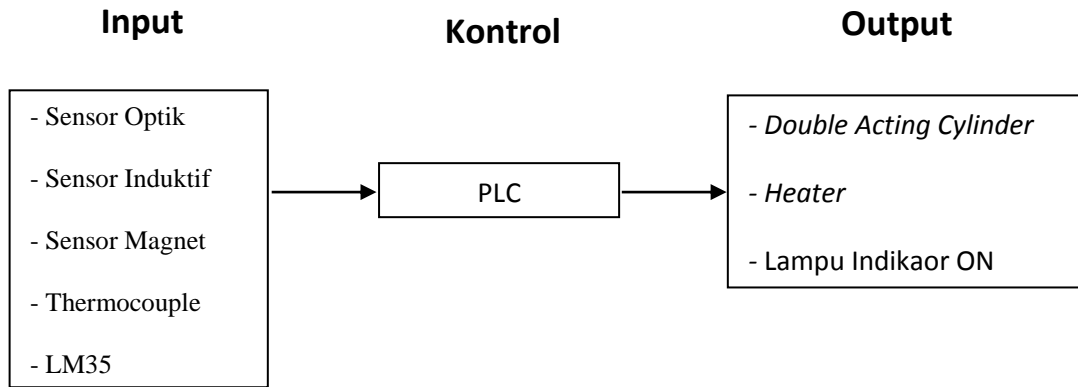 Input
Kontrol
Output
- Sensor Optik
- Sensor Induktif
- Sensor Magnet
- Thermocouple
- LM35
PLC
- Double Acting Cylinder
- Heater
- Lampu Indikaor ON